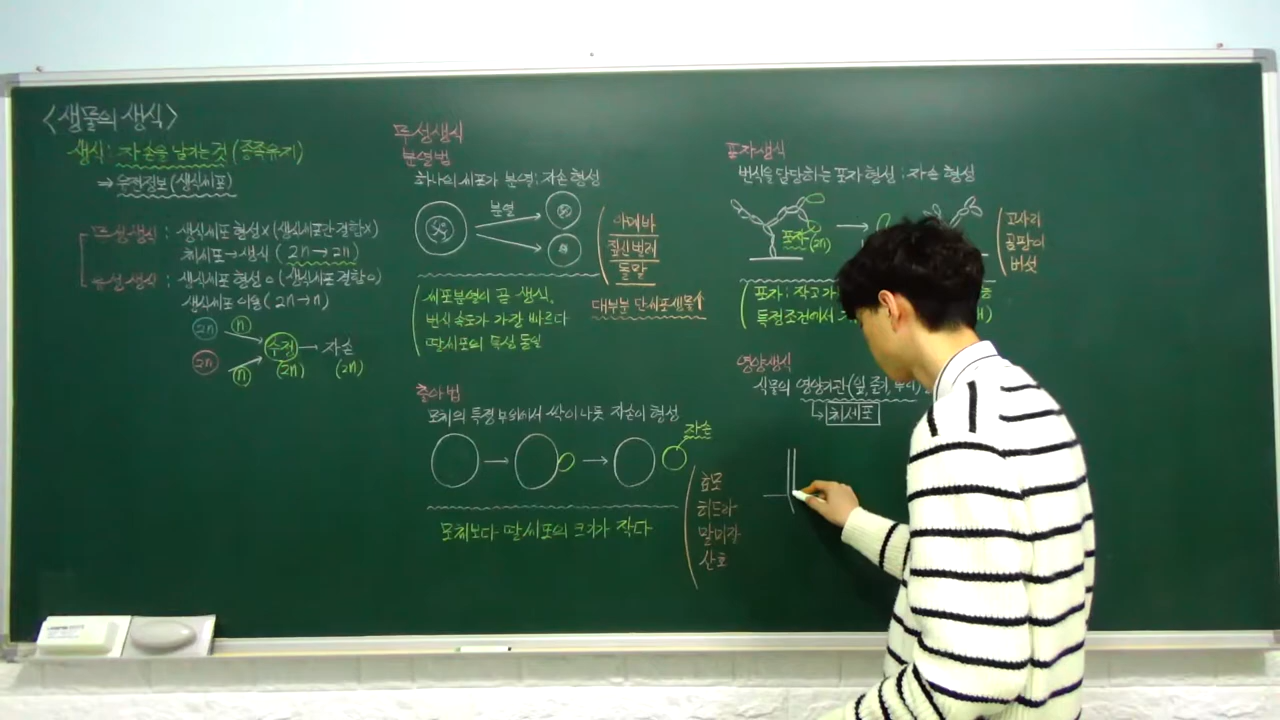 <생물의 생식>
생식: 자손을 남기는 것 (종족유지)
⇒ 유전정보 (생식세포)
무성생식 : 생식세포 형성 X (생식세포간 결합 X)
체세포 → 생식 (2n → 2n)
유성생식 : 생식세포 형성 O (생식세포 결합 O)
생식세포 이용 (2n → n)
2n n
수정 → 자손
2n n (2n) (2n)
무성생식
분열법
하나의 세포가 분열: 자손 형성
분열
아메바
짚신벌레
돌말
세포분열이 곧 생식.
번식 속도가 가장 빠르다
딸세포의 특성 동일
대부분 단세포생물↑
출아법
모체의 특정 부위에서 싹이 나듯 자손이 형성
자손
모체보다 딸세포의 크기가 작다
효모
히드라
말미잘
산호
포자생식
번식을 담당하는 포자 형성 : 자손 형성
포자 (2n)
고사리
곰팡이
버섯
포자: 작고 가
특정조건에서
영양생식
식물의 영양기관 (잎, 줄기, 뿌리)
→ 체세포